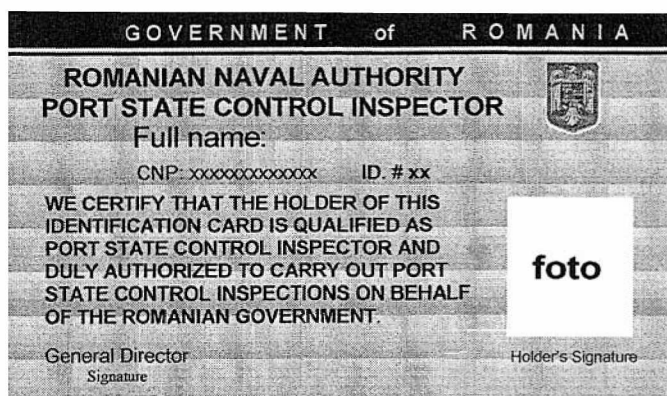 GOVERNMENT of ROMANIA
ROMANIAN NAVAL AUTHORITY
PORT STATE CONTROL INSPECTOR
Full name:
CNP: xxxxxxxxxxxxx ID. # xx
WE CERTIFY THAT THE HOLDER OF THIS
IDENTIFICATION CARD IS QUALIFIED AS
PORT STATE CONTROL INSPECTOR AND
DULY AUTHORIZED TO CARRY OUT PORT
STATE CONTROL INSPECTIONS ON BEHALF
OF THE ROMANIAN GOVERNMENT.
foto
General Director
Signature
Holder's Signature